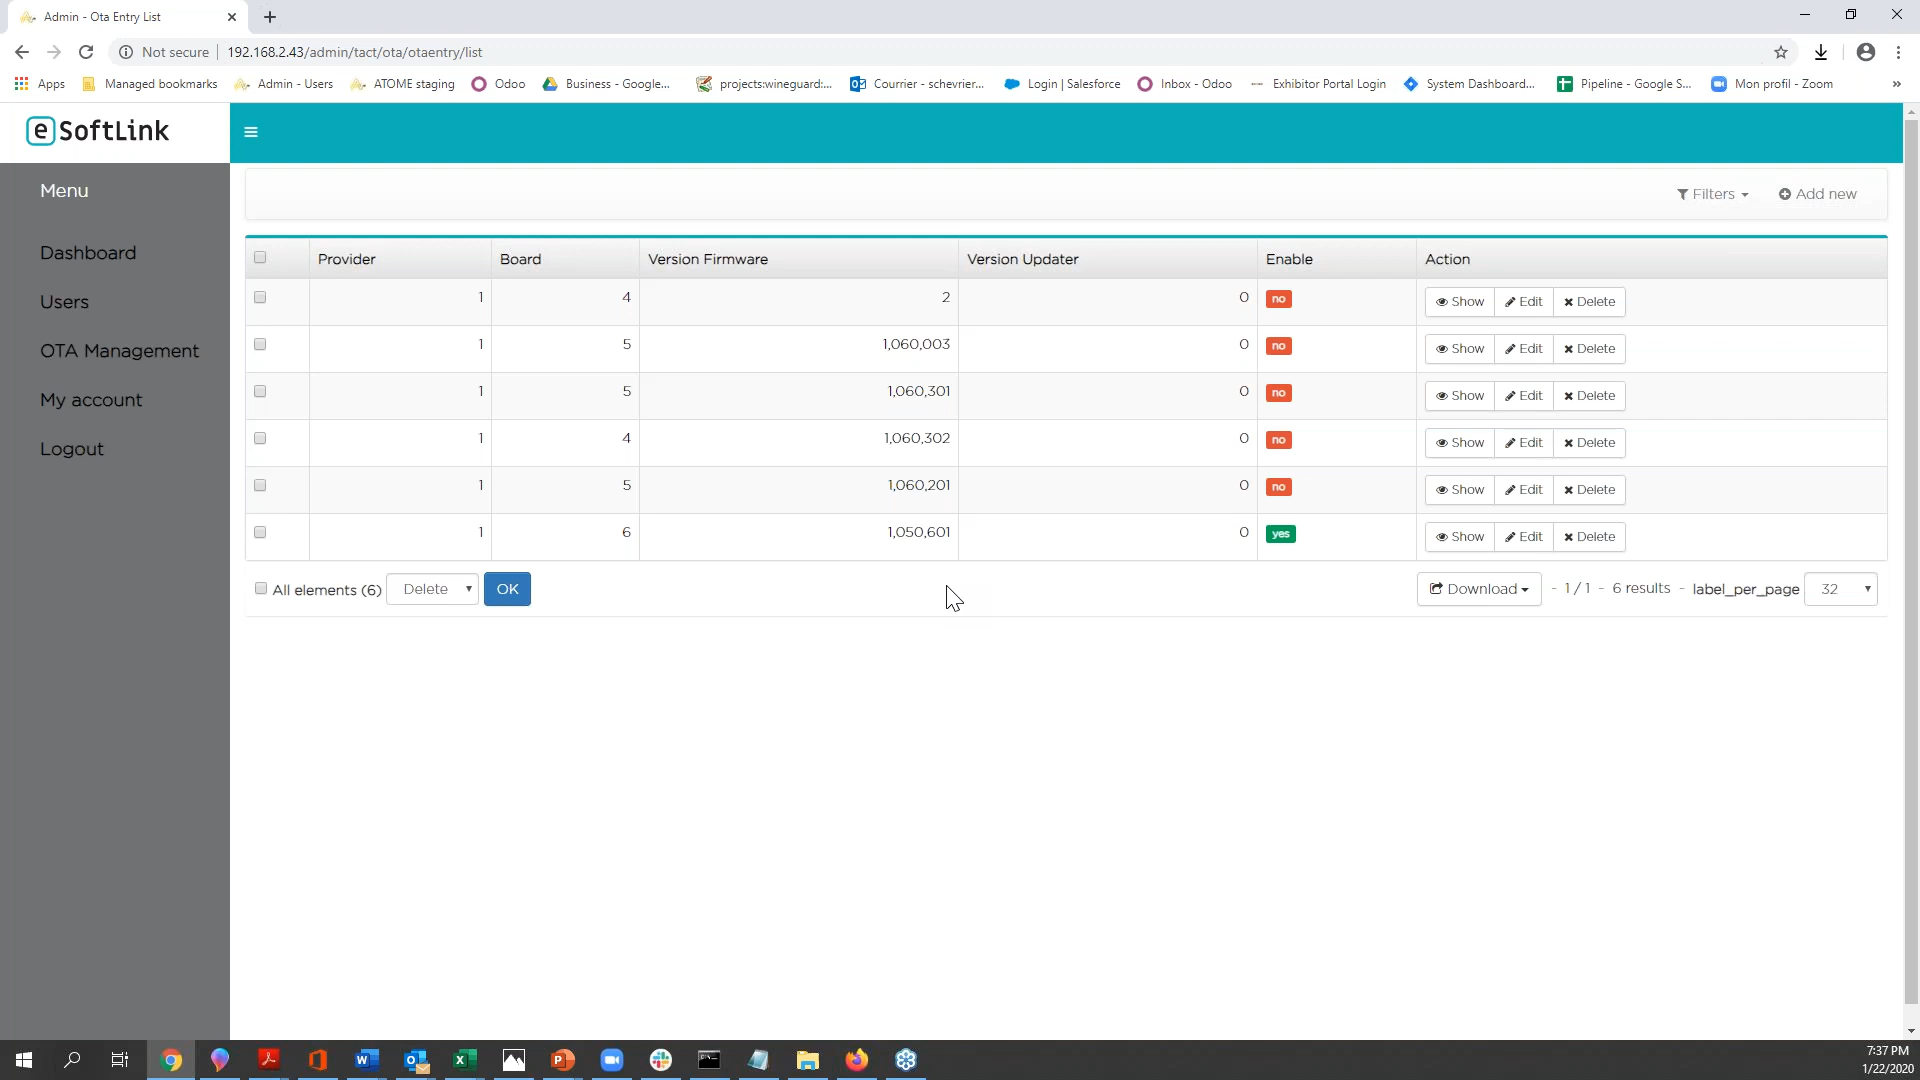 Admin - Ota Entry List
Not secure 192.168.2.43/admin/tact/ota/otaentry/list
Apps Managed bookmarks Admin - Users ATOME staging Odoo Business - Google... projects:wineguard:... Courrier - schevrier... Login | Salesforce Inbox - Odoo Exhibitor Portal Login System Dashboard... Pipeline - Google S... Mon profil - Zoom »
e SoftLink
Menu
Dashboard
Users
OTA Management
My account
Logout
Filters Add new
Provider Board Version Firmware Version Updater Enable Action
1 4 2 0 no Show Edit Delete
1 5 1,060,003 0 no Show Edit Delete
1 5 1,060,301 0 no Show Edit Delete
1 4 1,060,302 0 no Show Edit Delete
1 5 1,060,201 0 no Show Edit Delete
1 6 1,050,601 0 yes Show Edit Delete
All elements (6) Delete OK Download - 1 / 1 - 6 results - label_per_page 32
7:37 PM
1/22/2020